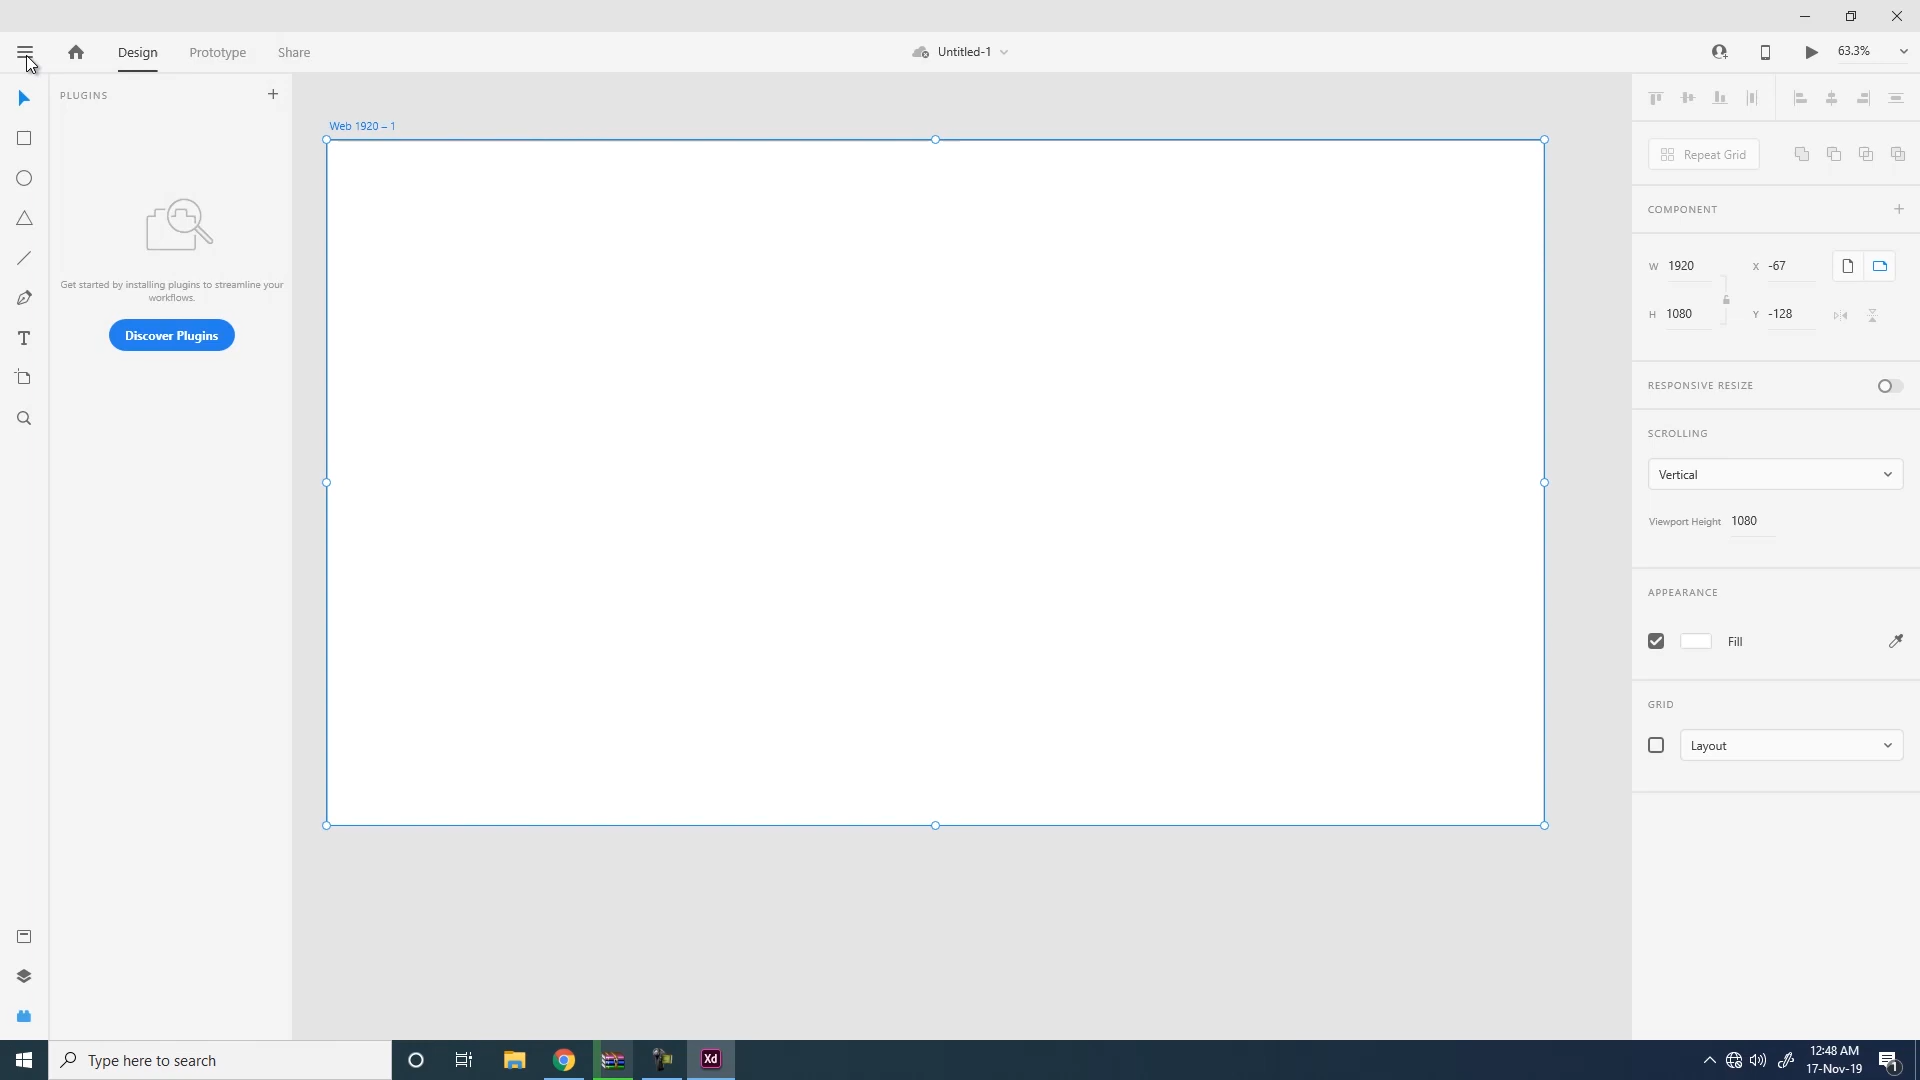 Design
Prototype
Share
Untitled-1
63.3%
PLUGINS
Get started by installing plugins to streamline your
workflows.
Discover Plugins
Web 1920 – 1
Repeat Grid
COMPONENT
W 1920
X -67
H 1080
Y -128
RESPONSIVE RESIZE
SCROLLING
Vertical
Viewport Height 1080
APPEARANCE
Fill
GRID
Layout
Type here to search
Xd
12:48 AM
17-Nov-19
1